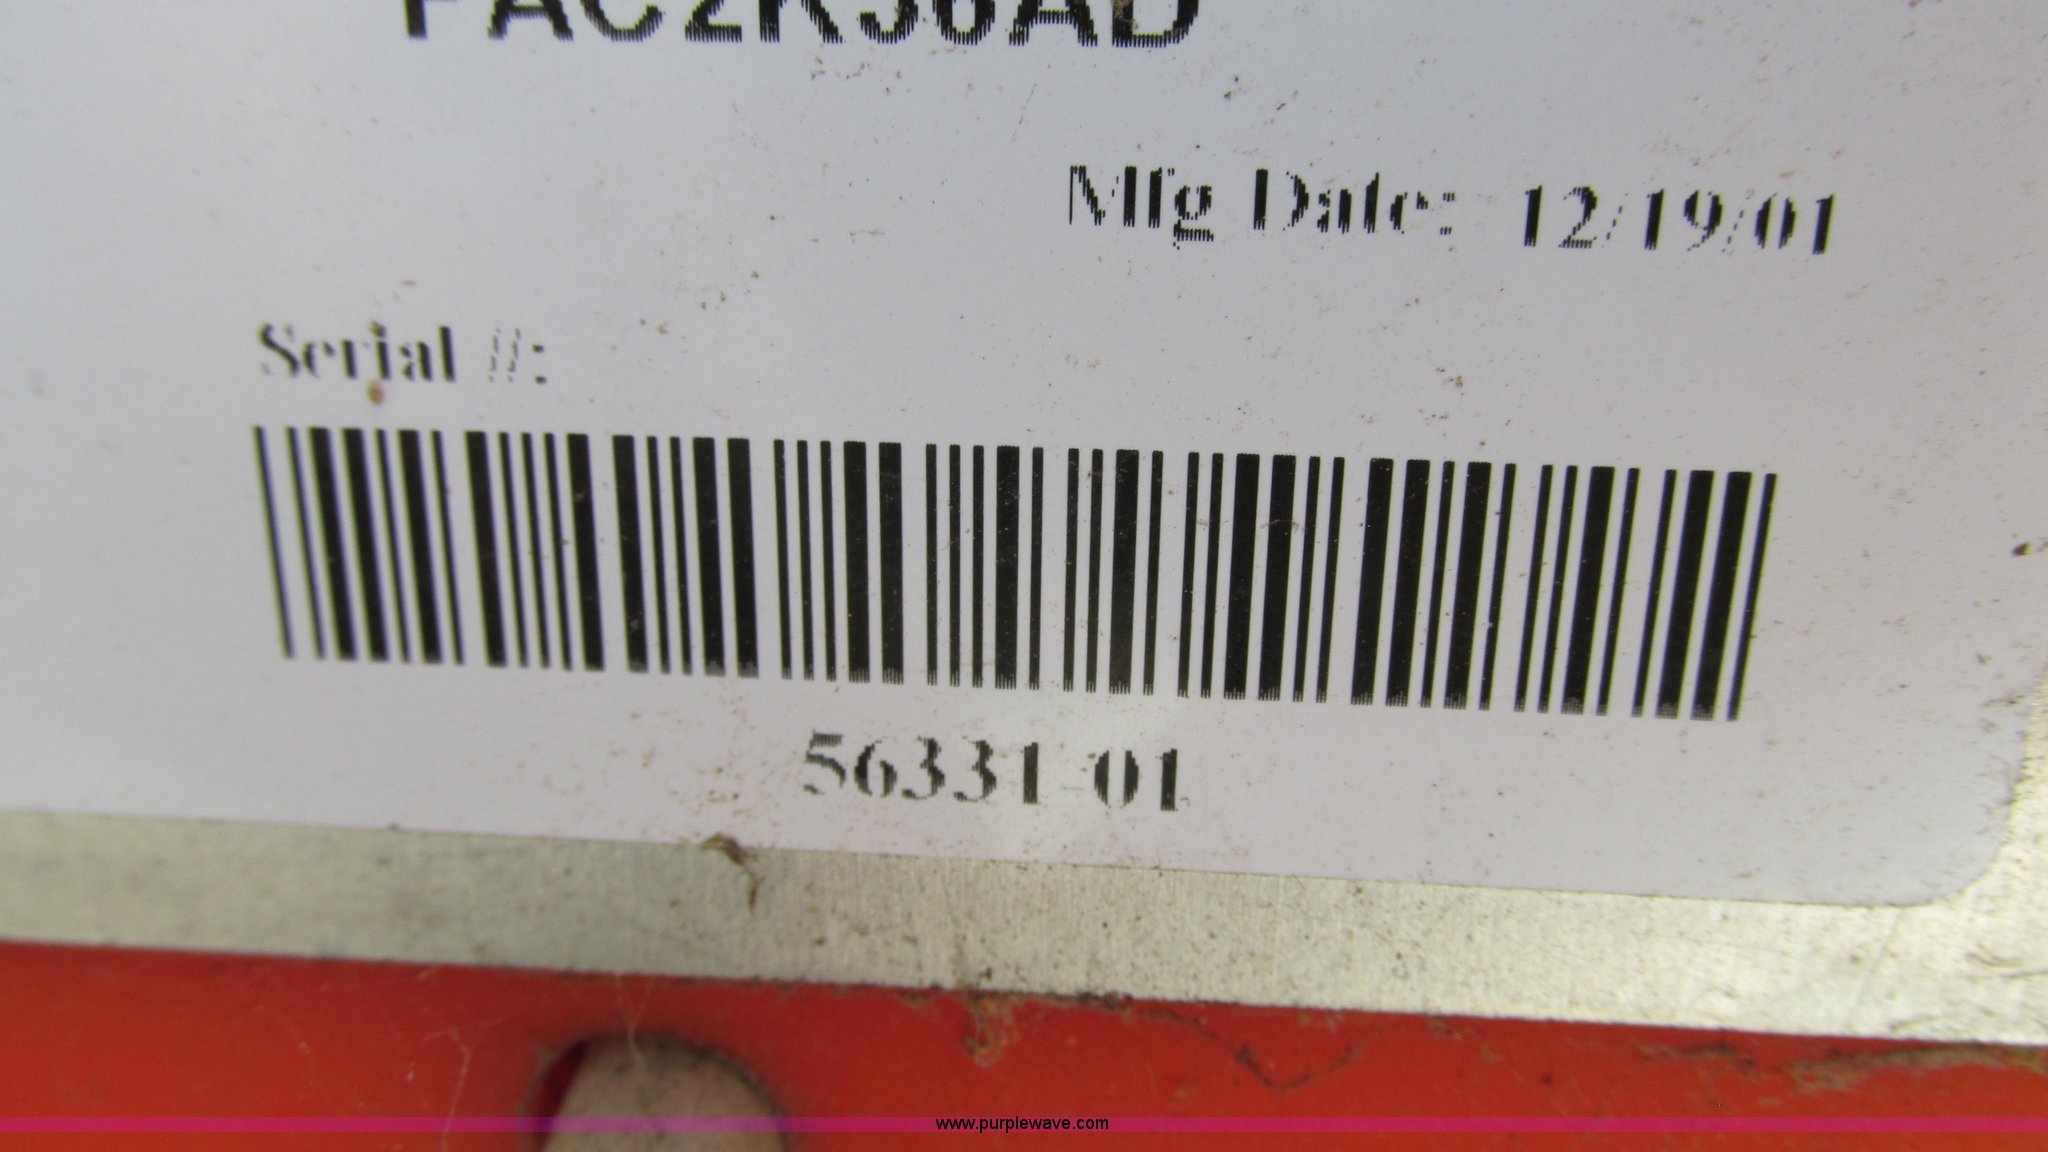 Mfg Date: 12/19/01
Serial #:
56331-01
www.purplewave.com